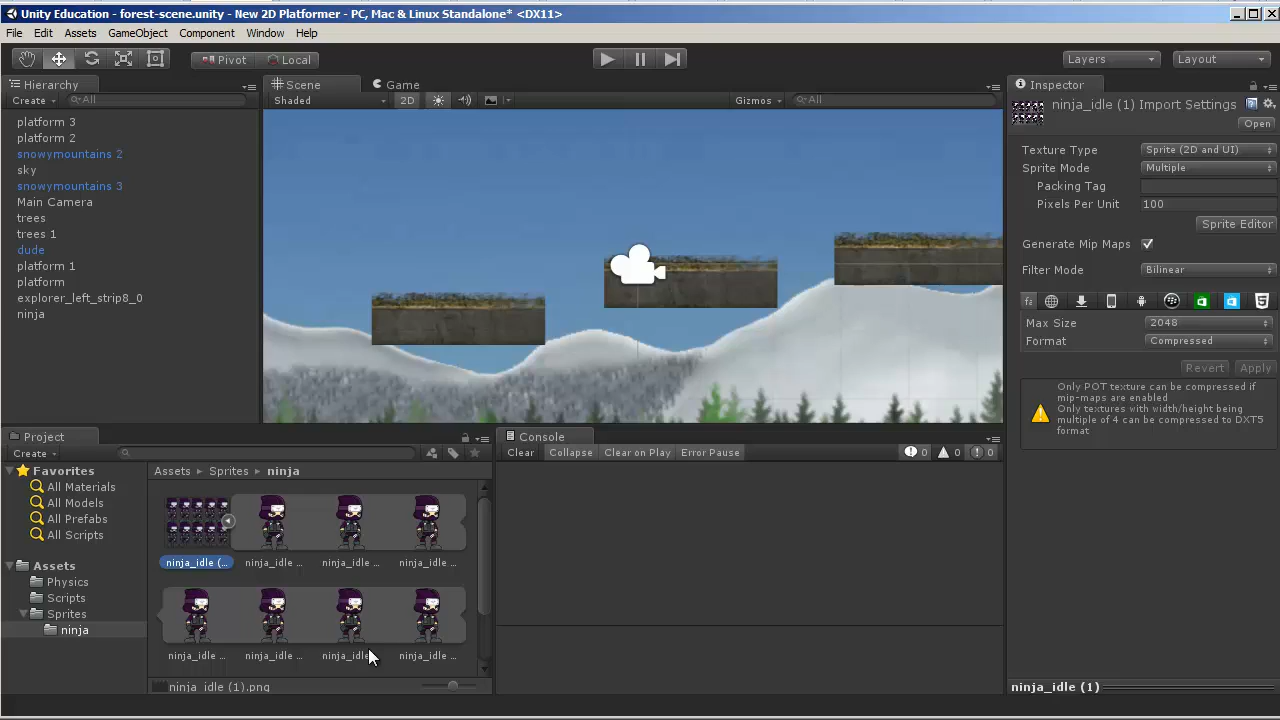 Unity Education - forest-scene.unity - New 2D Platformer - PC, Mac & Linux Standalone* <DX11>
File Edit Assets GameObject Component Window Help
Pivot Local Layers Layout
Hierarchy
Create All
platform 3
platform 2
snowymountains 2
sky
snowymountains 3
Main Camera
trees
trees 1
dude
platform 1
platform
explorer_left_strip8_0
ninja
Scene Game
Shaded 2D Gizmos All
Inspector
ninja_idle (1) Import Settings
Open
Texture Type Sprite (2D and UI)
Sprite Mode Multiple
Packing Tag
Pixels Per Unit 100
Sprite Editor
Generate Mip Maps
Filter Mode Bilinear
Max Size 2048
Format Compressed
Revert Apply
Only POT texture can be compressed if
mip-maps are enabled
Only textures with width/height being
multiple of 4 can be compressed to DXT5
format
Project
Create
Favorites
All Materials
All Models
All Prefabs
All Scripts
Assets
Physics
Scripts
Sprites
ninja
Assets Sprites ninja
ninja_idle (... ninja_idle ... ninja_idle ... ninja_idle ...
ninja_idle ... ninja_idle ... ninja_idle ninja_idle ...
ninja_idle (1).png
Console
Clear Collapse Clear on Play Error Pause 0 0 0
ninja_idle (1)